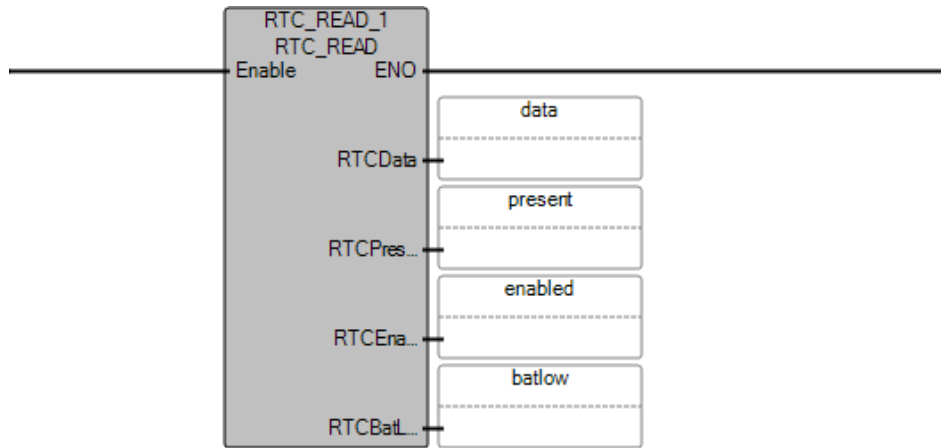 RTC_READ_1
RTC_READ
Enable ENO
data
RTCData
present
RTCPres...
enabled
RTCEna...
batlow
RTCBatL...